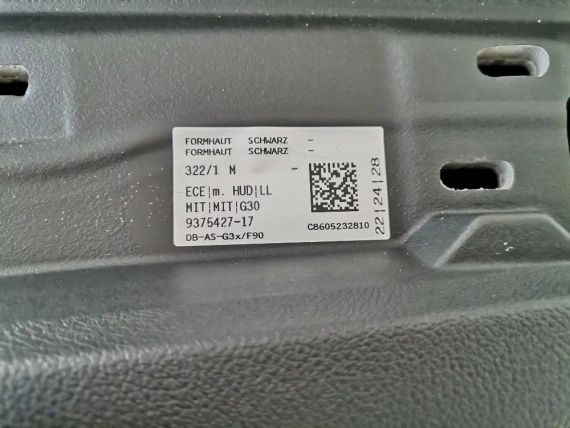 FORMHAUT SCHWARZ -
FORMHAUT SCHWARZ -
322/1 M -
ECE|m. HUD|LL
MIT|MIT|G30
9375427-17
DB-AS-G3x/F90
C8605232810
22|24|28